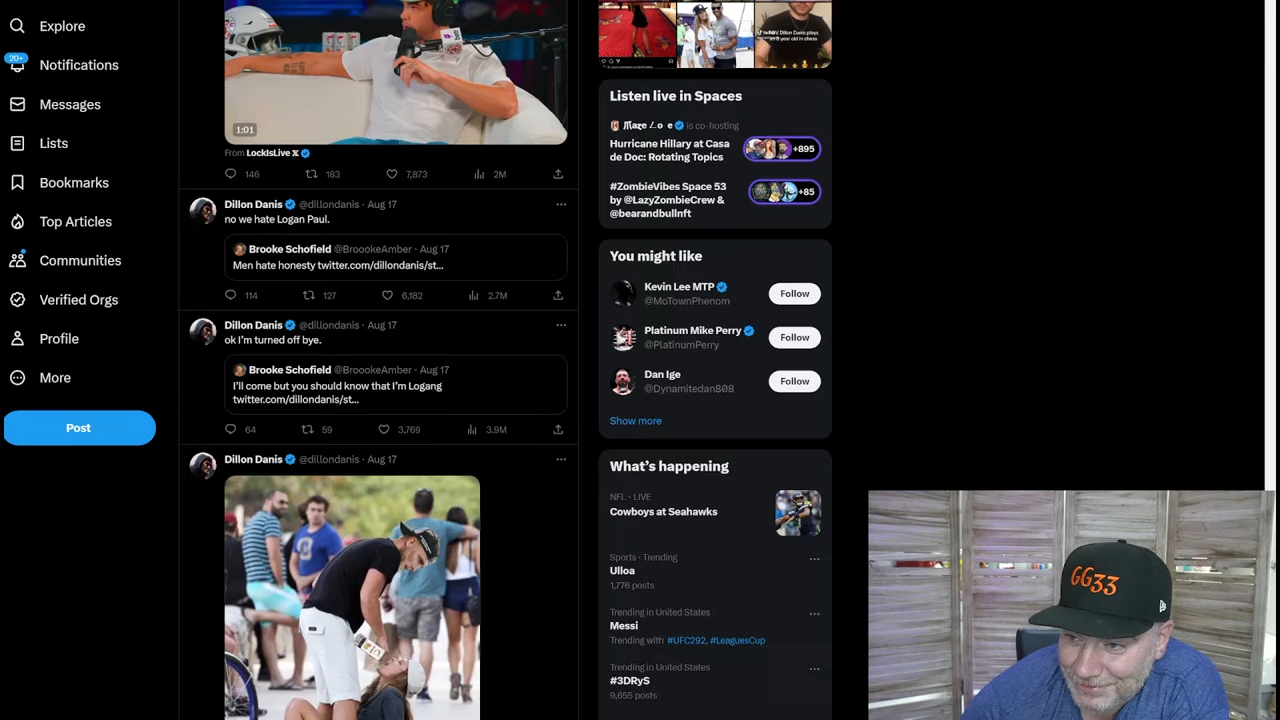 Explore
20+
Notifications
Messages
Lists
Bookmarks
Top Articles
Communities
Verified Orgs
Profile
More
Post
1:01
From LockIsLive X
146 183 7,873 2M
Dillon Danis @dillondanis · Aug 17
no we hate Logan Paul.
Brooke Schofield @BroookeAmber · Aug 17
Men hate honesty twitter.com/dillondanis/st...
114 127 6,182 2.7M
Dillon Danis @dillondanis · Aug 17
ok I'm turned off bye.
Brooke Schofield @BroookeAmber · Aug 17
I'll come but you should know that I'm Logang
twitter.com/dillondanis/st...
64 59 3,769 3.9M
Dillon Danis @dillondanis · Aug 17
Dillon Danis plays
Listen live in Spaces
is co-hosting
Hurricane Hillary at Casa
de Doc: Rotating Topics
+895
#ZombieVibes Space 53
by @LazyZombieCrew &
@bearandbullnft
+85
You might like
Kevin Lee MTP
@MoTownPhenom
Follow
Platinum Mike Perry
@PlatinumPerry
Follow
Dan Ige
@Dynamitedan808
Follow
Show more
What's happening
NFL · LIVE
Cowboys at Seahawks
Sports · Trending
Ulloa
1,776 posts
Trending in United States
Messi
Trending with #UFC292, #LeaguesCup
Trending in United States
#3DRyS
9,655 posts
GG33